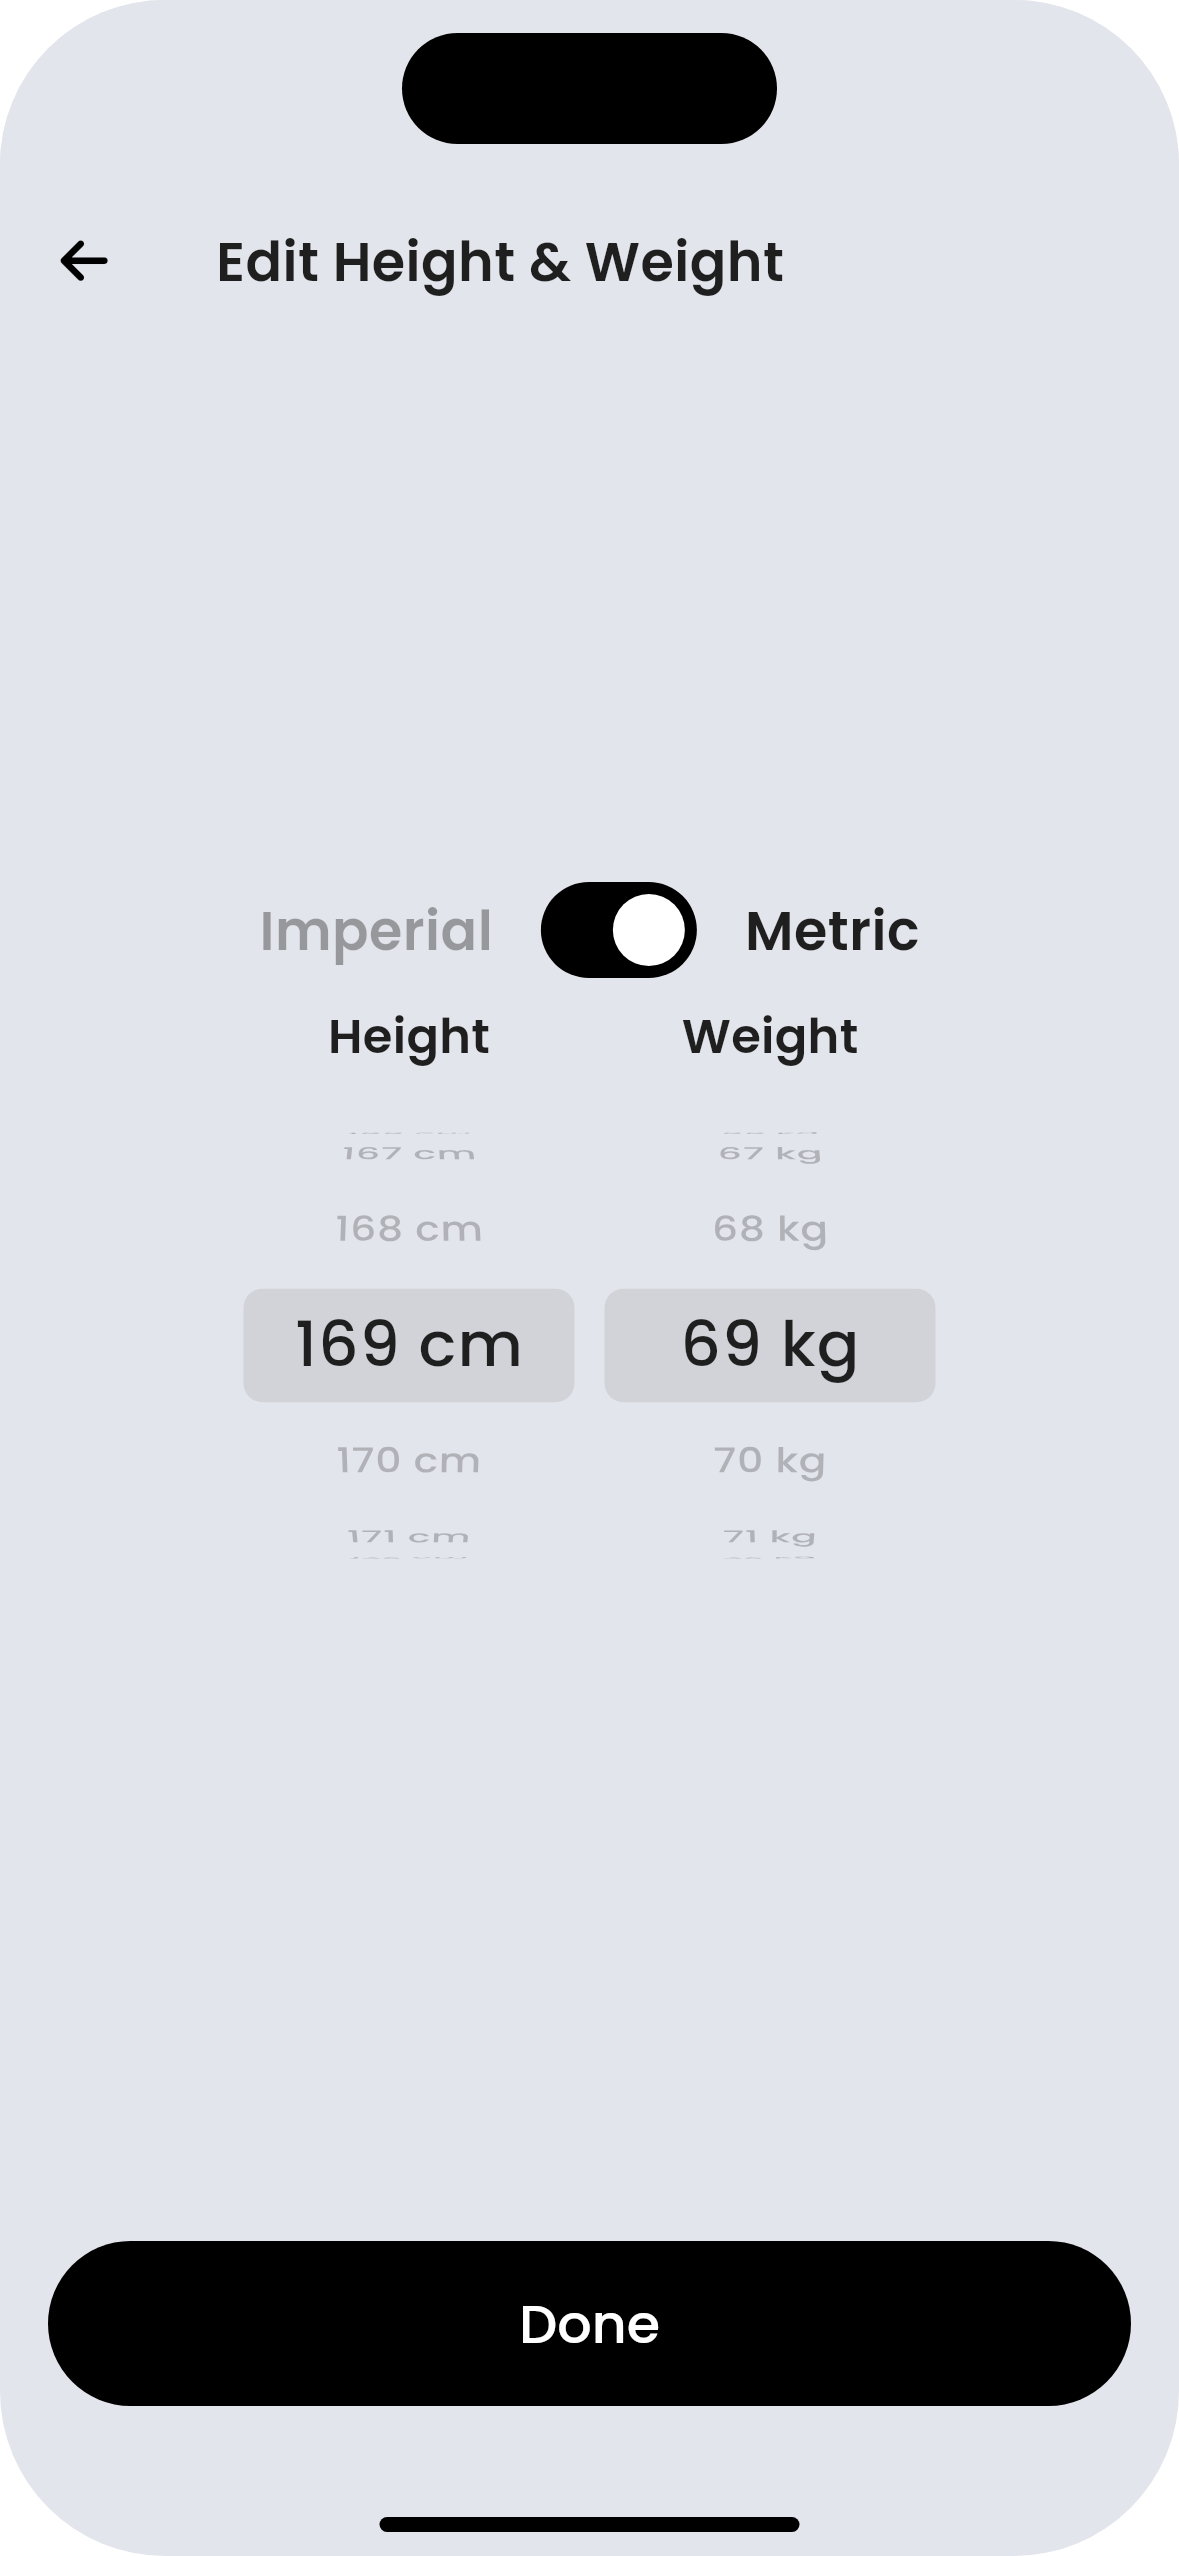 Edit Height & Weight
Imperial Metric
Height Weight
167 cm 67 kg
168 cm 68 kg
169 cm 69 kg
170 cm 70 kg
171 cm 71 kg
Done